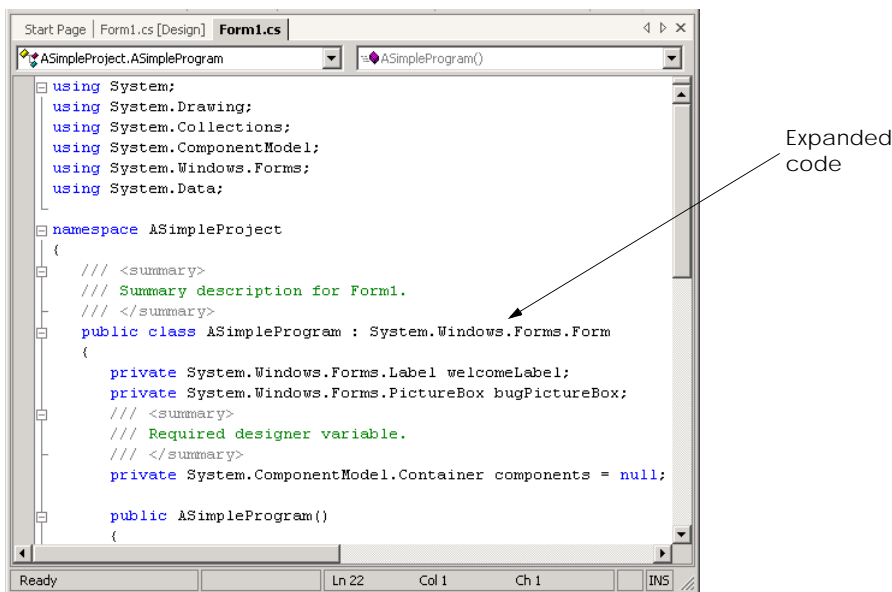 Start Page Form1.cs [Design] Form1.cs
ASimpleProject.ASimpleProgram ASimpleProgram()
using System;
using System.Drawing;
using System.Collections;
using System.ComponentModel;
using System.Windows.Forms;
using System.Data;
Expanded
code
namespace ASimpleProject
{
/// <summary>
/// Summary description for Form1.
/// </summary>
public class ASimpleProgram : System.Windows.Forms.Form
{
private System.Windows.Forms.Label welcomeLabel;
private System.Windows.Forms.PictureBox bugPictureBox;
/// <summary>
/// Required designer variable.
/// </summary>
private System.ComponentModel.Container components = null;
public ASimpleProgram()
{
Ready Ln 22 Col 1 Ch 1 INS